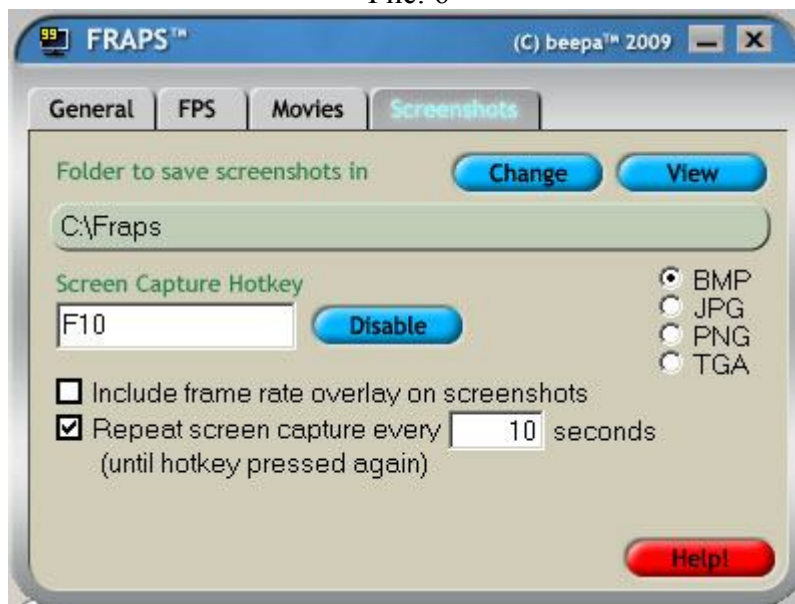 FRAPS™ (C) beepa™ 2009
General FPS Movies Screenshots
Folder to save screenshots in Change View
C:\Fraps
Screen Capture Hotkey
F10 Disable
BMP
JPG
PNG
TGA
Include frame rate overlay on screenshots
Repeat screen capture every 10 seconds
(until hotkey pressed again)
Help!